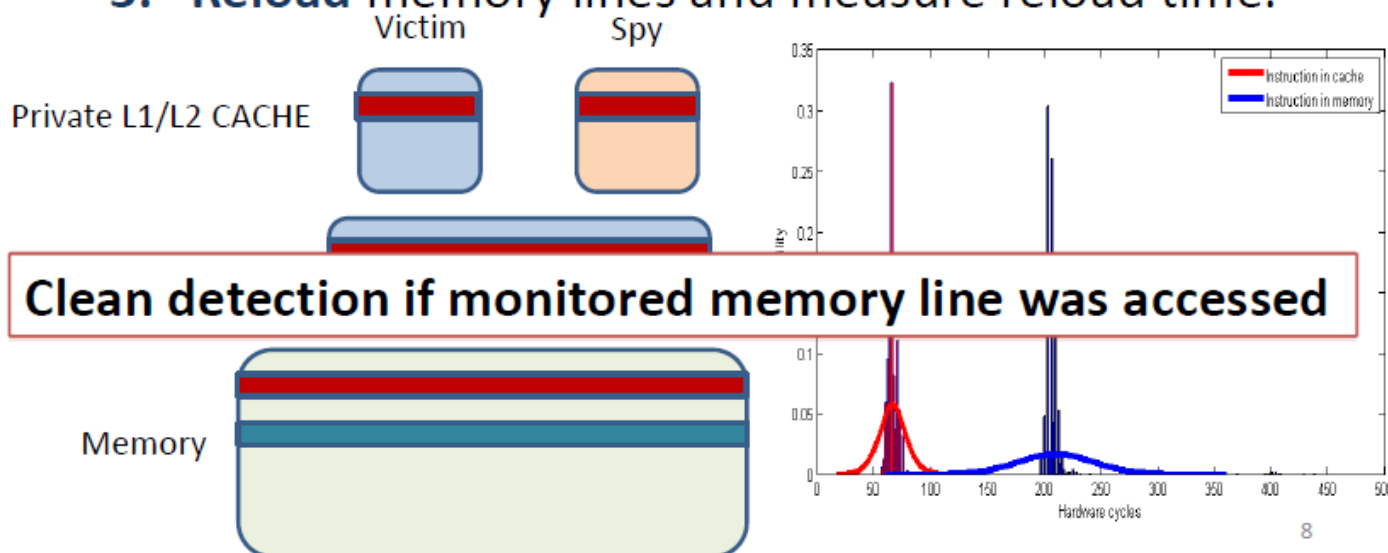 3. Reload memory lines and measure reload time.
Victim
Spy
Private L1/L2 CACHE
Clean detection if monitored memory line was accessed
Memory
0.35
0.3
0.25
0.2
0.1
0.05
0
0
50
100
150
200
250
300
350
400
450
Hardware cycles
Instruction in cache
Instruction in memory
8